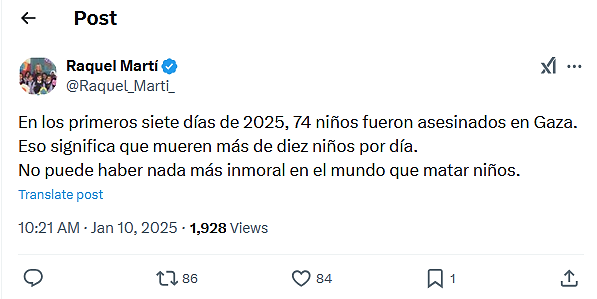 Post
Raquel Martí
@Raquel_Marti_
En los primeros siete días de 2025, 74 niños fueron asesinados en Gaza.
Eso significa que mueren más de diez niños por día.
No puede haber nada más inmoral en el mundo que matar niños.
Translate post
10:21 AM · Jan 10, 2025 · 1,928 Views
86 84 1